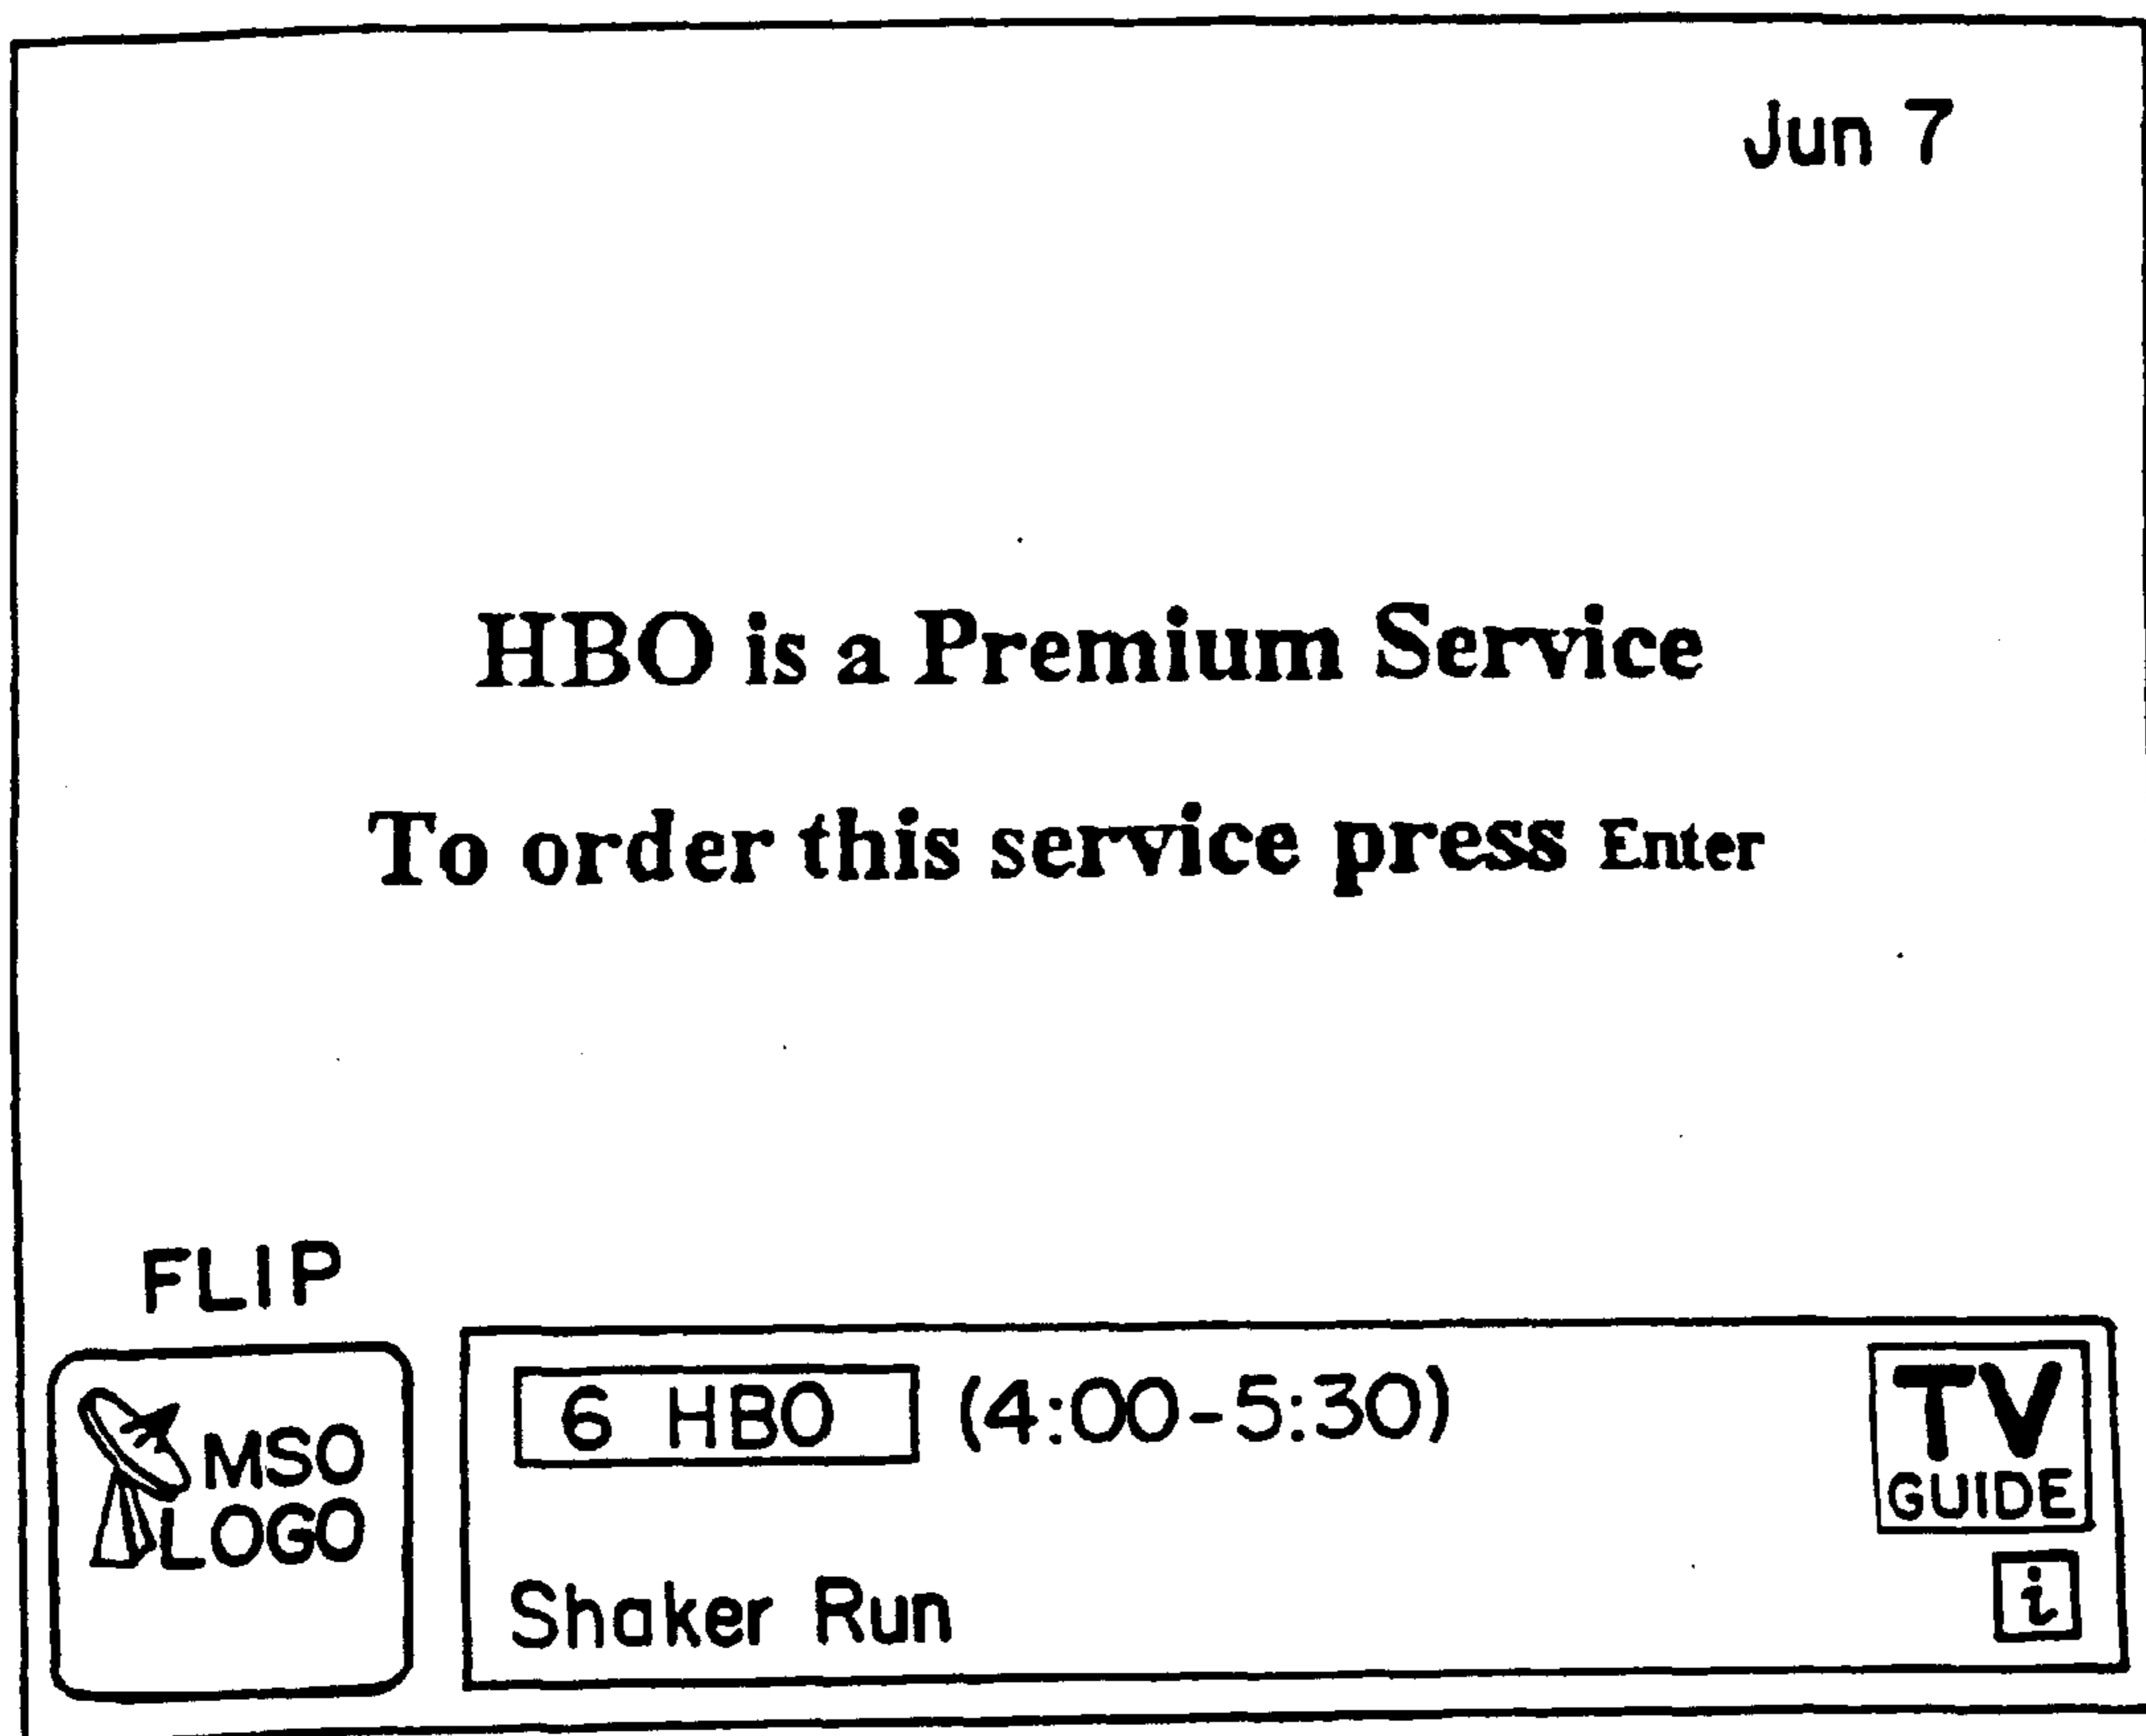 Jun 7
HBO is a Premium Service
To order this service press Enter
FLIP
MSO
LOGO
6 HBO (4:00-5:30)
TV
GUIDE
Shaker Run
i